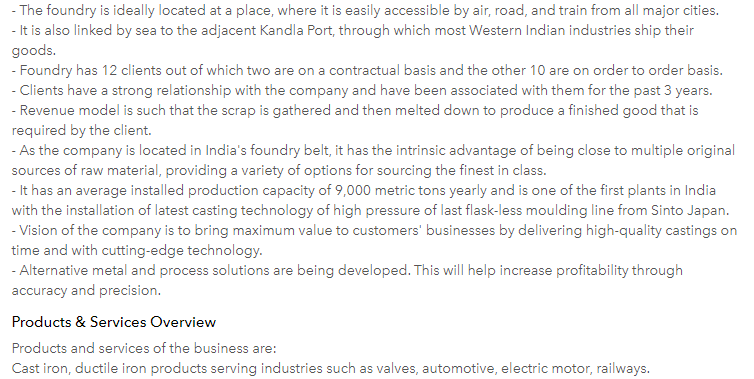 - The foundry is ideally located at a place, where it is easily accessible by air, road, and train from all major cities.
- It is also linked by sea to the adjacent Kandla Port, through which most Western Indian industries ship their
goods.
- Foundry has 12 clients out of which two are on a contractual basis and the other 10 are on order to order basis.
- Clients have a strong relationship with the company and have been associated with them for the past 3 years.
- Revenue model is such that the scrap is gathered and then melted down to produce a finished good that is
required by the client.
- As the company is located in India's foundry belt, it has the intrinsic advantage of being close to multiple original
sources of raw material, providing a variety of options for sourcing the finest in class.
- It has an average installed production capacity of 9,000 metric tons yearly and is one of the first plants in India
with the installation of latest casting technology of high pressure of last flask-less moulding line from Sinto Japan.
- Vision of the company is to bring maximum value to customers' businesses by delivering high-quality castings on
time and with cutting-edge technology.
- Alternative metal and process solutions are being developed. This will help increase profitability through
accuracy and precision.
Products & Services Overview
Products and services of the business are:
Cast iron, ductile iron products serving industries such as valves, automotive, electric motor, railways.